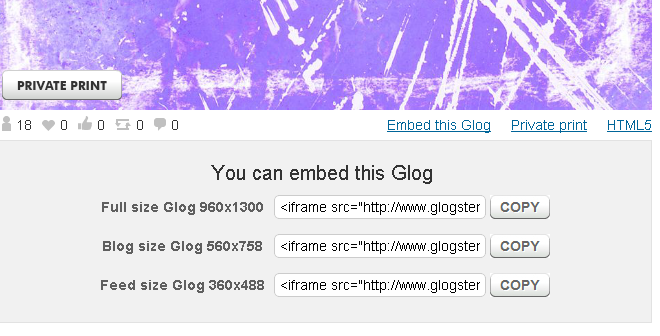 PRIVATE PRINT
18 0 0 0 0 Embed this Glog Private print HTML5
You can embed this Glog
Full size Glog 960x1300 <iframe src="http://www.glogster COPY
Blog size Glog 560x758 <iframe src="http://www.glogster COPY
Feed size Glog 360x488 <iframe src="http://www.glogster COPY